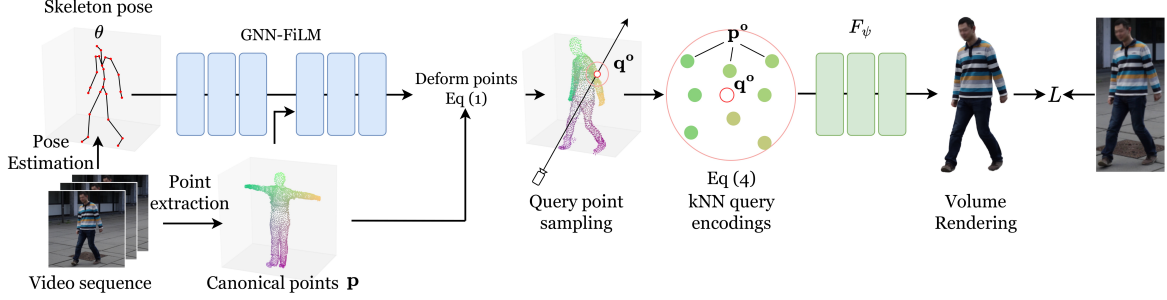 Skeleton pose
θ
GNN-FiLM
Pose
Estimation
Video sequence
Point
extraction
Canonical points p
Deform points
Eq (1)
q°
Query point
sampling
p°
q°
Eq (4)
kNN query
encodings
F_ψ
Volume
Rendering
L